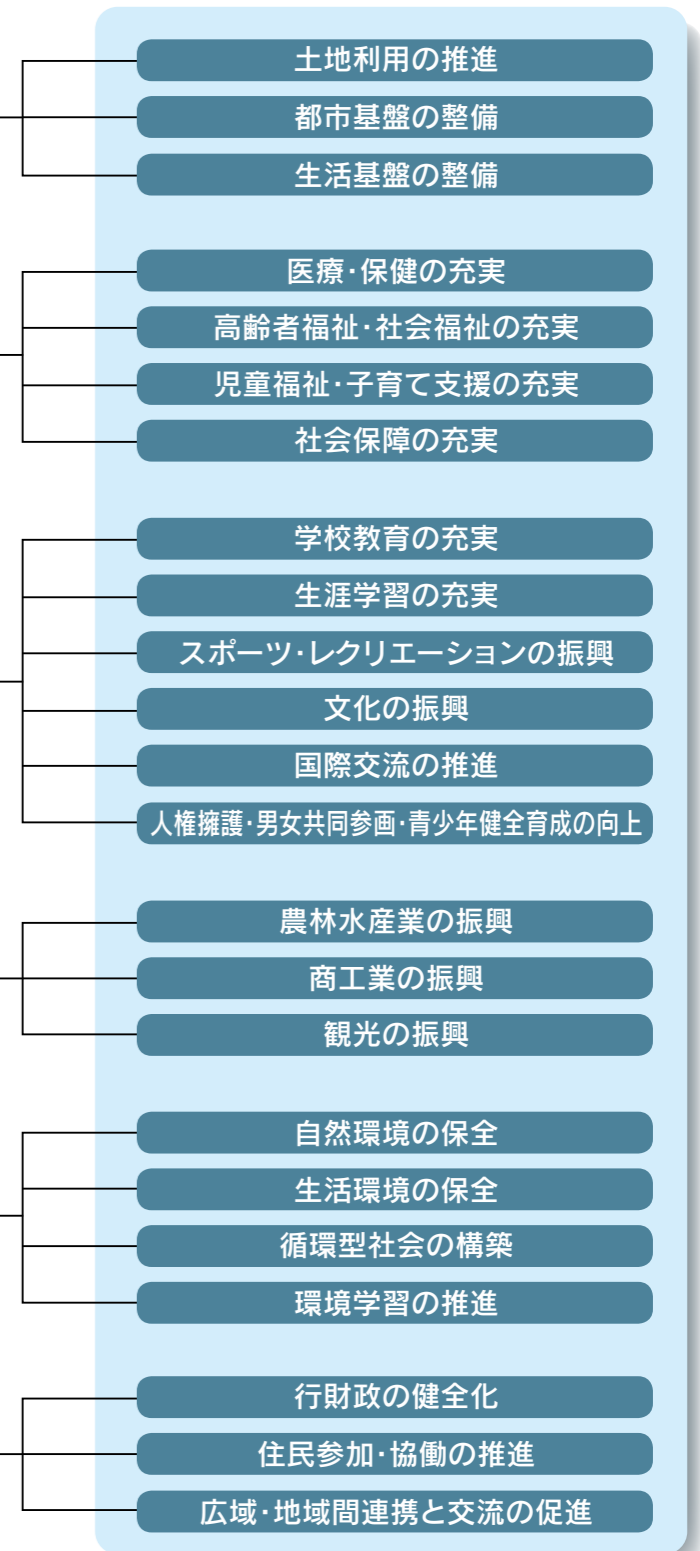 土地利用の推進
都市基盤の整備
生活基盤の整備
医療・保健の充実
高齢者福祉・社会福祉の充実
児童福祉・子育て支援の充実
社会保障の充実
学校教育の充実
生涯学習の充実
スポーツ・レクリエーションの振興
文化の振興
国際交流の推進
人権擁護・男女共同参画・青少年健全育成の向上
農林水産業の振興
商工業の振興
観光の振興
自然環境の保全
生活環境の保全
循環型社会の構築
環境学習の推進
行財政の健全化
住民参加・協働の推進
広域・地域間連携と交流の促進